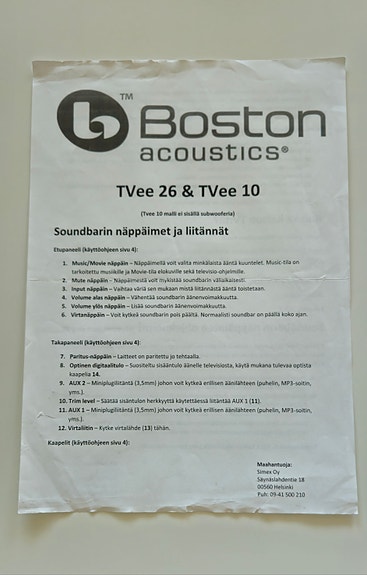 b
TM
Boston
acoustics®
TVee 26 & TVee 10
(Tvee 10 malli ei sisällä subwooferia)
Soundbarin näppäimet ja liitännät
Etupaneeli (käyttöohjeen sivu 4):
1. Music/Movie näppäin – Näppäimellä voit valita minkälaista ääntä kuuntelet. Music-tila on
tarkoitettu musiikille ja Movie-tila elokuville sekä televisio-ohjelmille.
2. Mute näppäin – Näppäimestä voit mykistää soundbarin väliaikaisesti.
3. Input näppäin – Vaihtaa väriä sen mukaan mistä liitännästä ääntä toistetaan.
4. Volume alas näppäin – Vähentää soundbarin äänenvoimakkuutta.
5. Volume ylös näppäin – Lisää soundbarin äänenvoimakkuutta.
6. Virtanäppäin – Voit kytkeä soundbarin pois päältä. Normaalisti soundbar on päällä koko ajan.
Takapaneeli (käyttöohjeen sivu 4):
7. Paritus-näppäin – Laitteet on paritettu jo tehtaalla.
8. Optinen digitaalitulo – Suositeltu sisääntulo äänelle televisiosta, käytä mukana tulevaa optista
kaapelia 14.
9. AUX 2 – Miniplugiliitäntä (3,5mm) johon voit kytkeä erillisen äänilähteen (puhelin, MP3-soitin,
yms.).
10. Trim level – Säätää sisäntulon herkkyyttä käytettäessä liitäntää AUX 1 (11).
11. AUX 1 – Miniplugiliitäntä (3,5mm) johon voit kytkeä erillisen äänilähteen (puhelin, MP3-soitin,
yms.).
12. Virtaliitin – Kytke virtalähde (13) tähän.
Kaapelit (käyttöohjeen sivu 4):
Maahantuoja:
Simex Oy
Säynäslahdentie 18
00560 Helsinki
Puh: 09-41 500 210